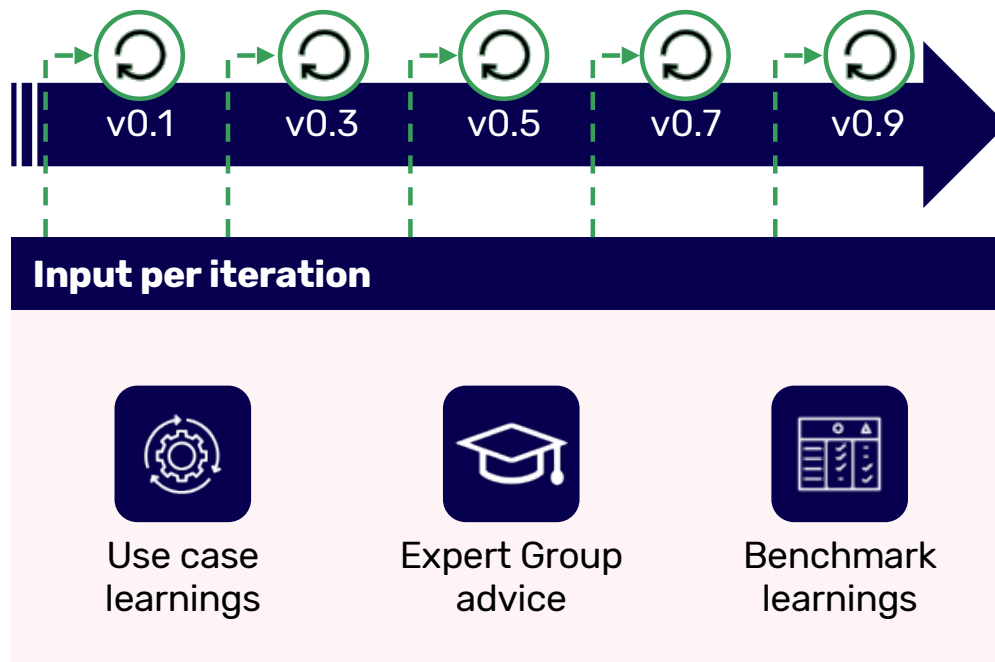 v0.1 v0.3 v0.5 v0.7 v0.9
Input per iteration
Use case
learnings
Expert Group
advice
Benchmark
learnings